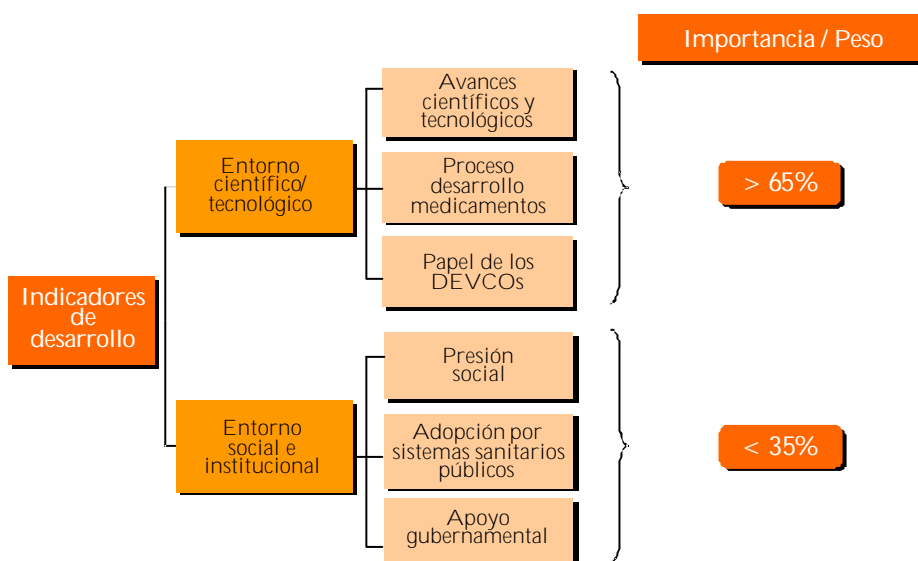 Importancia / Peso
Avances
científicos y
tecnológicos
Entorno
científico/
tecnológico
Proceso
desarrollo
medicamentos
> 65%
Papel de los
DEVCOs
Indicadores
de
desarrollo
Presión
social
Entorno
social e
institucional
Adopción por
sistemas sanitarios
públicos
< 35%
Apoyo
gubernamental